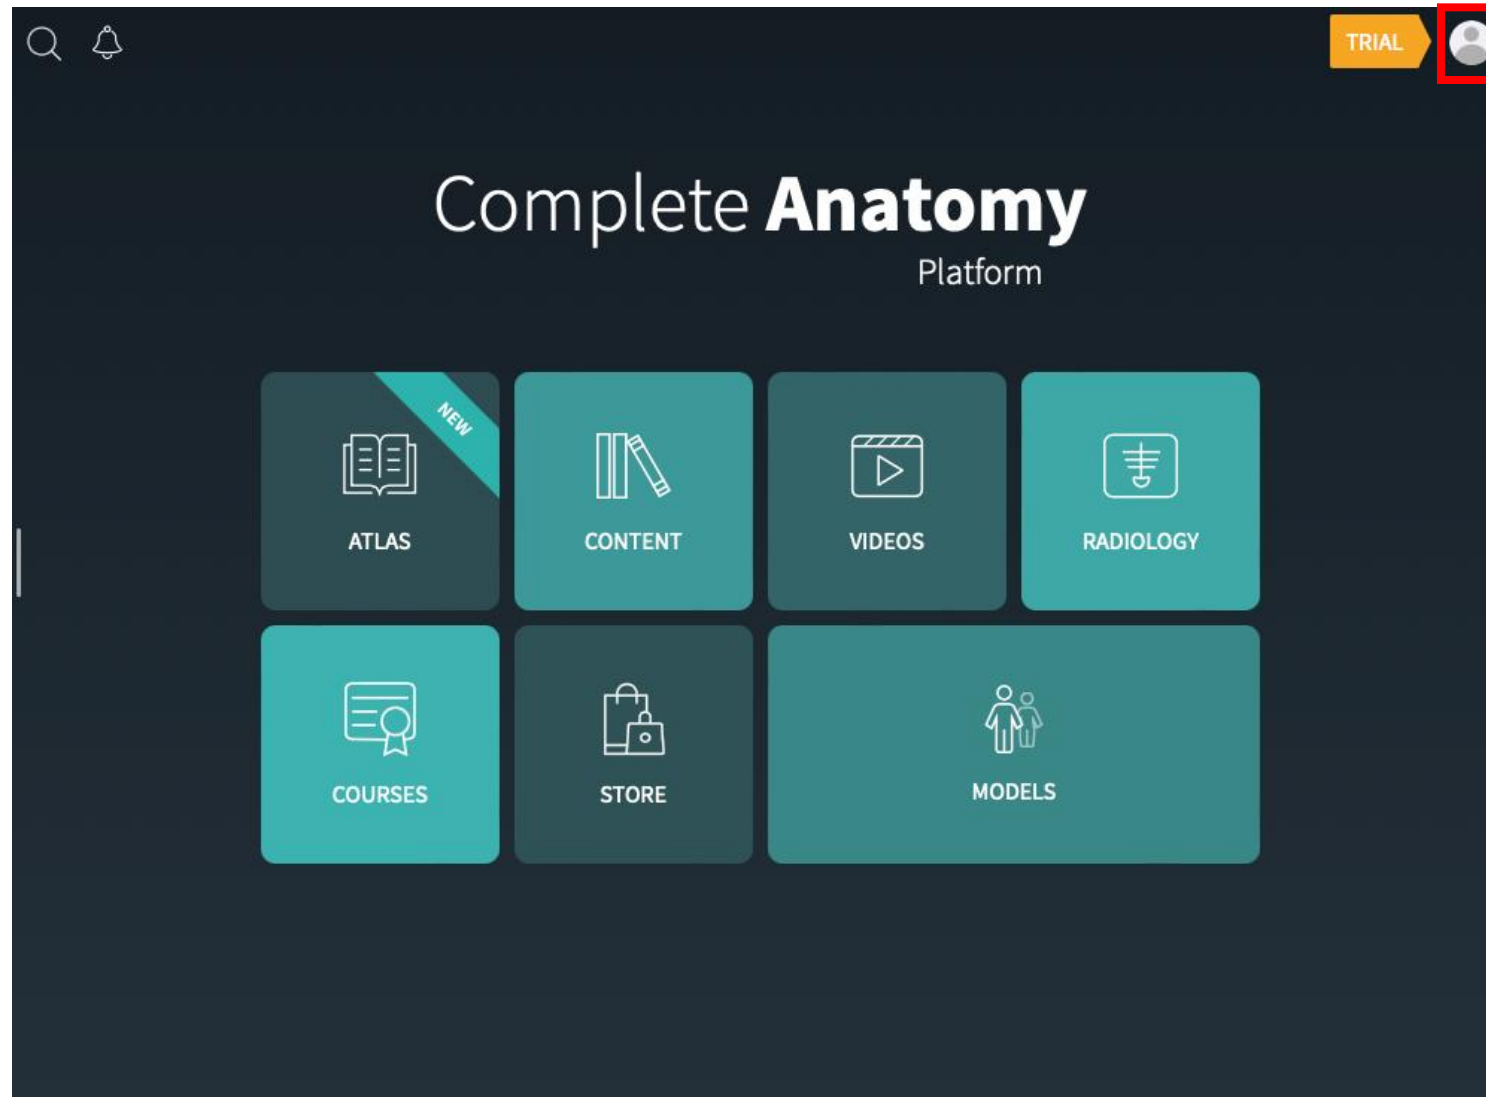 TRIAL
Complete Anatomy
Platform
NEW
ATLAS
CONTENT
VIDEOS
RADIOLOGY
COURSES
STORE
MODELS